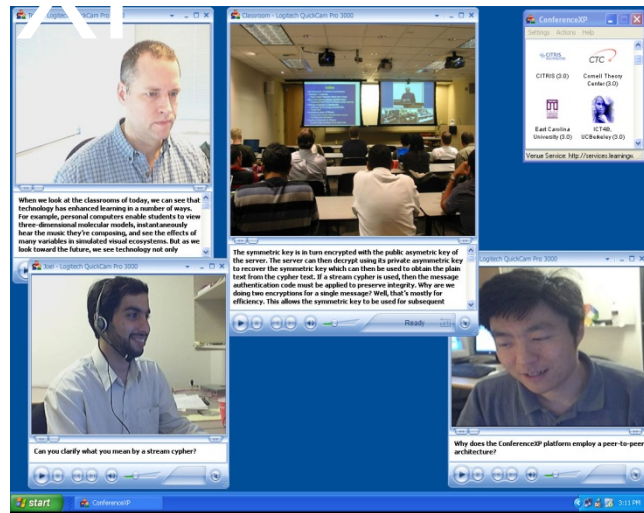 XP
Classroom - Logitech QuickCam Pro 3000
ConferenceXP
Settings Actions Help
CITRIS
CTC
CITRIS (3.0)
Cornell Theory
Center (3.0)
East Carolina
University (3.0)
ICT4B,
UCBerkeley (3.0)
Venue Service: http://services.learningw
When we look at the classrooms of today, we can see that
technology has enhanced learning in a number of ways.
For example, personal computers enable students to view
three-dimensional molecular models, instantaneously
hear the music they're composing, and see the effects of
many variables in simulated visual ecosystems. But as we
look toward the future, we see technology not only
The symmetric key is in turn encrypted with the public asymetric key of
the server. The server can then decrypt using its private asymmetric key
to recover the symmetric key which can then be used to obtain the plain
text from the cypher text. If a stream cypher is used, then the message
authentication code must be applied to preserve integrity. Why are we
doing two encryptions for a single message? Well, that's mostly for
efficiency. This allows the symmetric key to be used for subsequent
Ready
Joel - Logitech QuickCam Pro 3000
Logitech QuickCam Pro 3000
Can you clarify what you mean by a stream cypher?
Why does the ConferenceXP platform employ a peer-to-peer
architecture?
start
ConferenceXP
3:11 PM